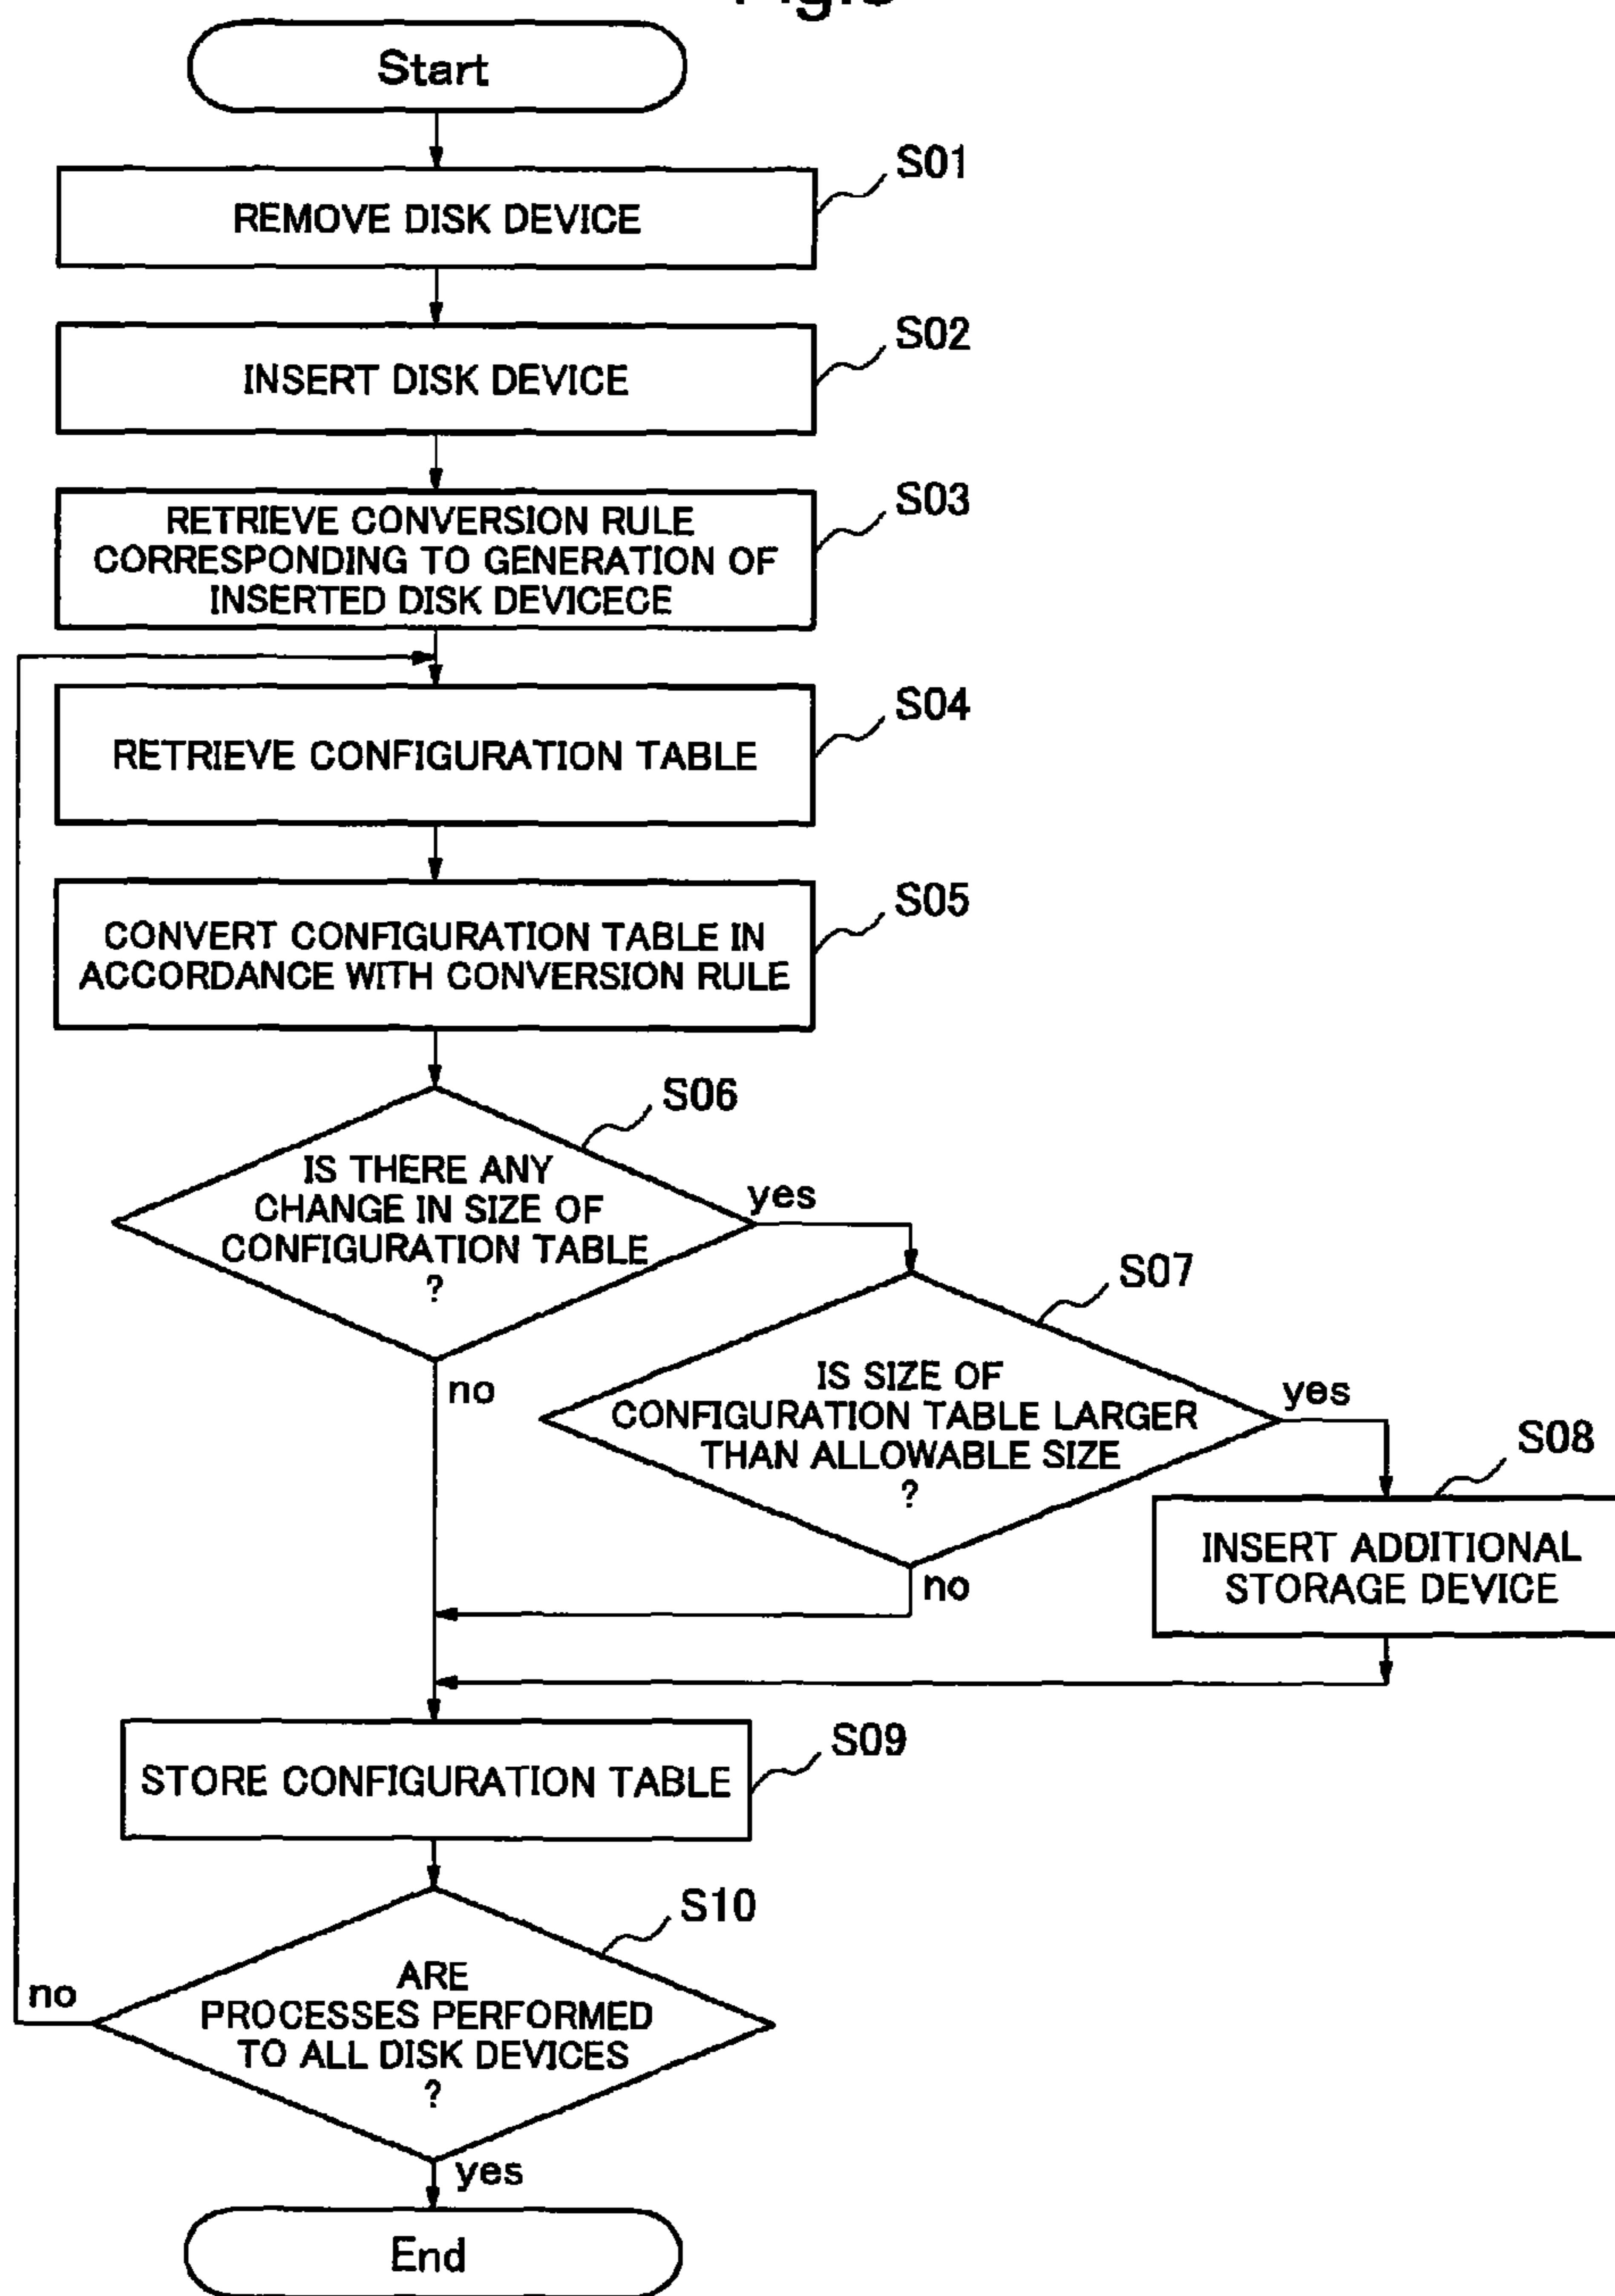 Start
S01
REMOVE DISK DEVICE
S02
INSERT DISK DEVICE
S03
RETRIEVE CONVERSION RULE
CORRESPONDING TO GENERATION OF
INSERTED DISK DEVICECE
S04
RETRIEVE CONFIGURATION TABLE
S05
CONVERT CONFIGURATION TABLE IN
ACCORDANCE WITH CONVERSION RULE
S06
IS THERE ANY
CHANGE IN SIZE OF
CONFIGURATION TABLE
?
yes
no
S07
IS SIZE OF
CONFIGURATION TABLE LARGER
THAN ALLOWABLE SIZE
?
yes
no
S08
INSERT ADDITIONAL
STORAGE DEVICE
S09
STORE CONFIGURATION TABLE
S10
ARE
PROCESSES PERFORMED
TO ALL DISK DEVICES
?
no
yes
End